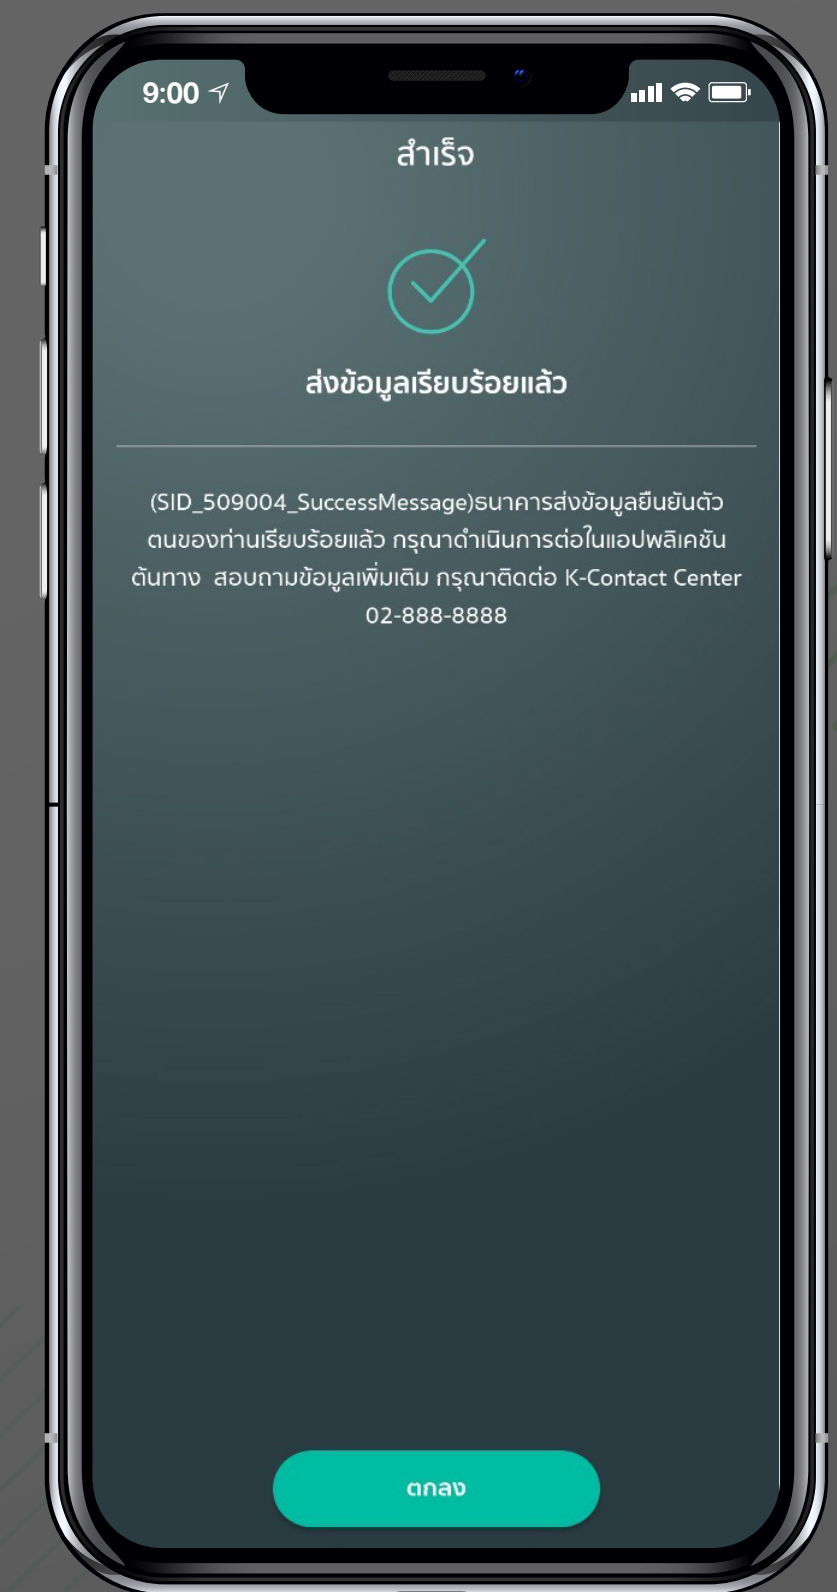 9:00
สำเร็จ
ส่งข้อมูลเรียบร้อยแล้ว
(SID_509004_SuccessMessage)ธนาคารส่งข้อมูลยืนยันตัว
ตนของท่านเรียบร้อยแล้ว กรุณาดำเนินการต่อในแอปพลิเคชัน
ต้นทาง สอบถามข้อมูลเพิ่มเติม กรุณาติดต่อ K-Contact Center
02-888-8888
ตกลง